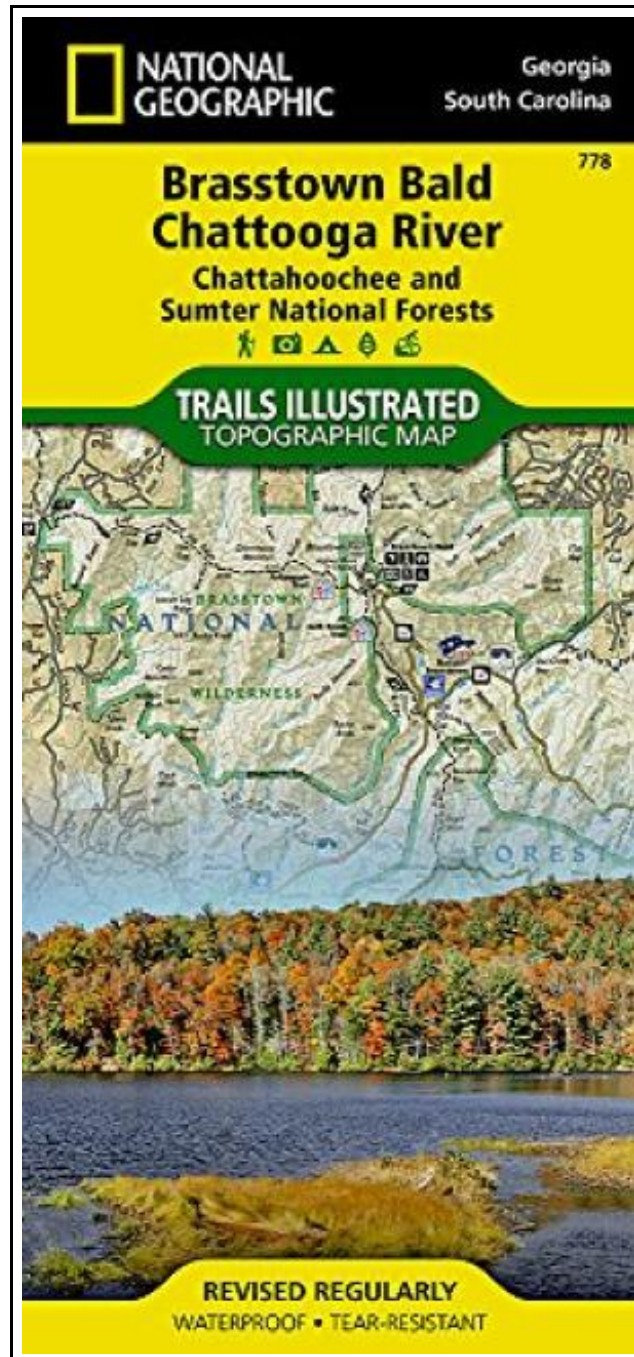 NATIONAL
GEOGRAPHIC
Georgia
South Carolina
778
Brasstown Bald
Chattooga River
Chattahoochee and
Sumter National Forests
TRAILS ILLUSTRATED
TOPOGRAPHIC MAP
BRASSTOWN
NATIONAL
WILDERNESS
FOREST
REVISED REGULARLY
WATERPROOF • TEAR-RESISTANT